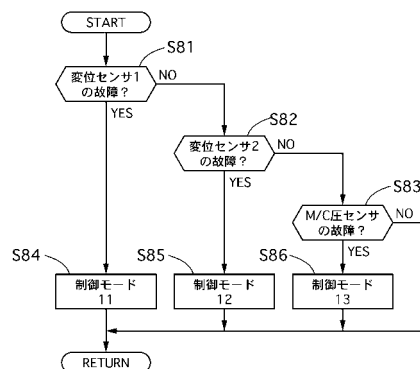 START
S81
変位センサ1
の故障？
NO
YES
S82
変位センサ2
の故障？
NO
YES
S83
M/C圧センサ
の故障？
NO
YES
S84
制御モード
11
S85
制御モード
12
S86
制御モード
13
RETURN